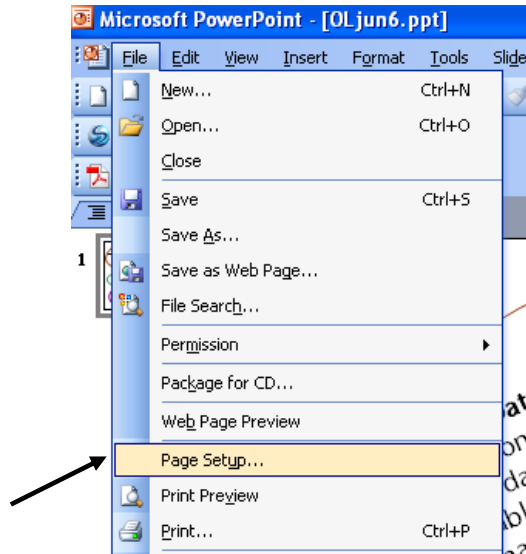 Microsoft PowerPoint - [OLjun6.ppt]
File Edit View Insert Format Tools
New... Ctrl+N
Open... Ctrl+O
Close
Save Ctrl+S
Save As...
1
Save as Web Page...
File Search...
Permission
Package for CD...
Web Page Preview
Page Setup...
Print Preview
Print... Ctrl+P